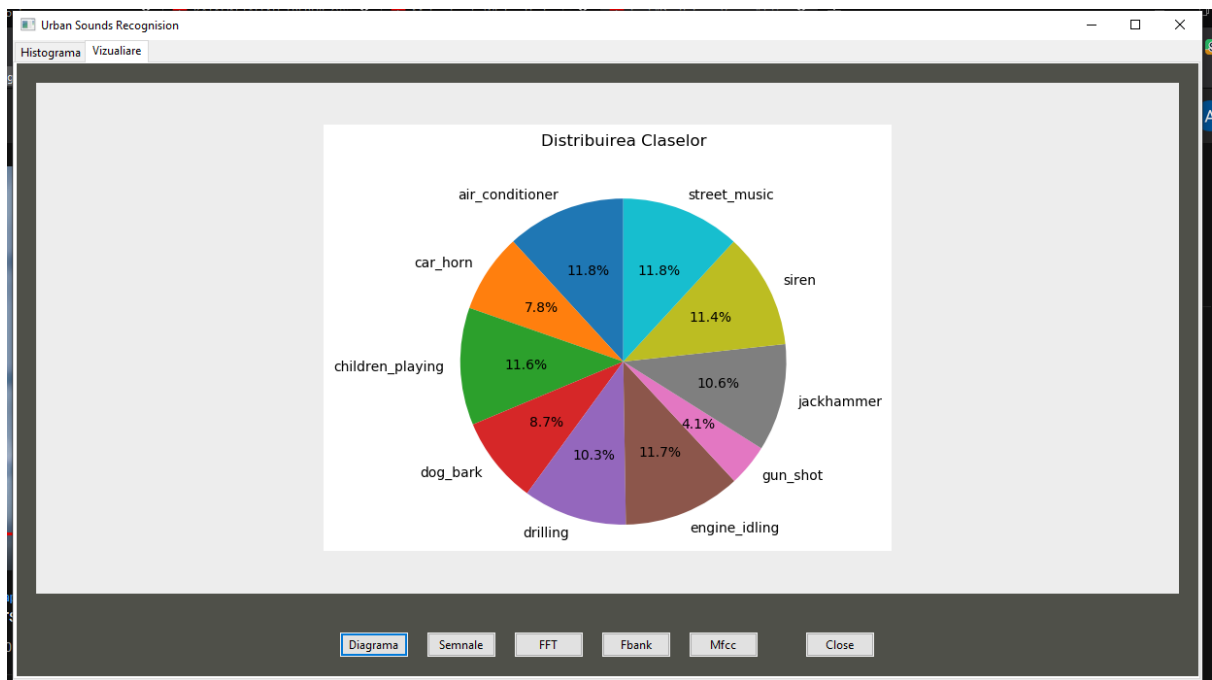 Urban Sounds Recognision
Histograma Vizualiare
Distribuirea Claselor
air_conditioner
street_music
car_horn
siren
11.8%
11.8%
7.8%
11.4%
children_playing
11.6%
10.6%
jackhammer
8.7%
4.1%
10.3%
11.7%
dog_bark
gun_shot
drilling
engine_idling
Diagrama Semnale FFT Fbank Mfcc Close